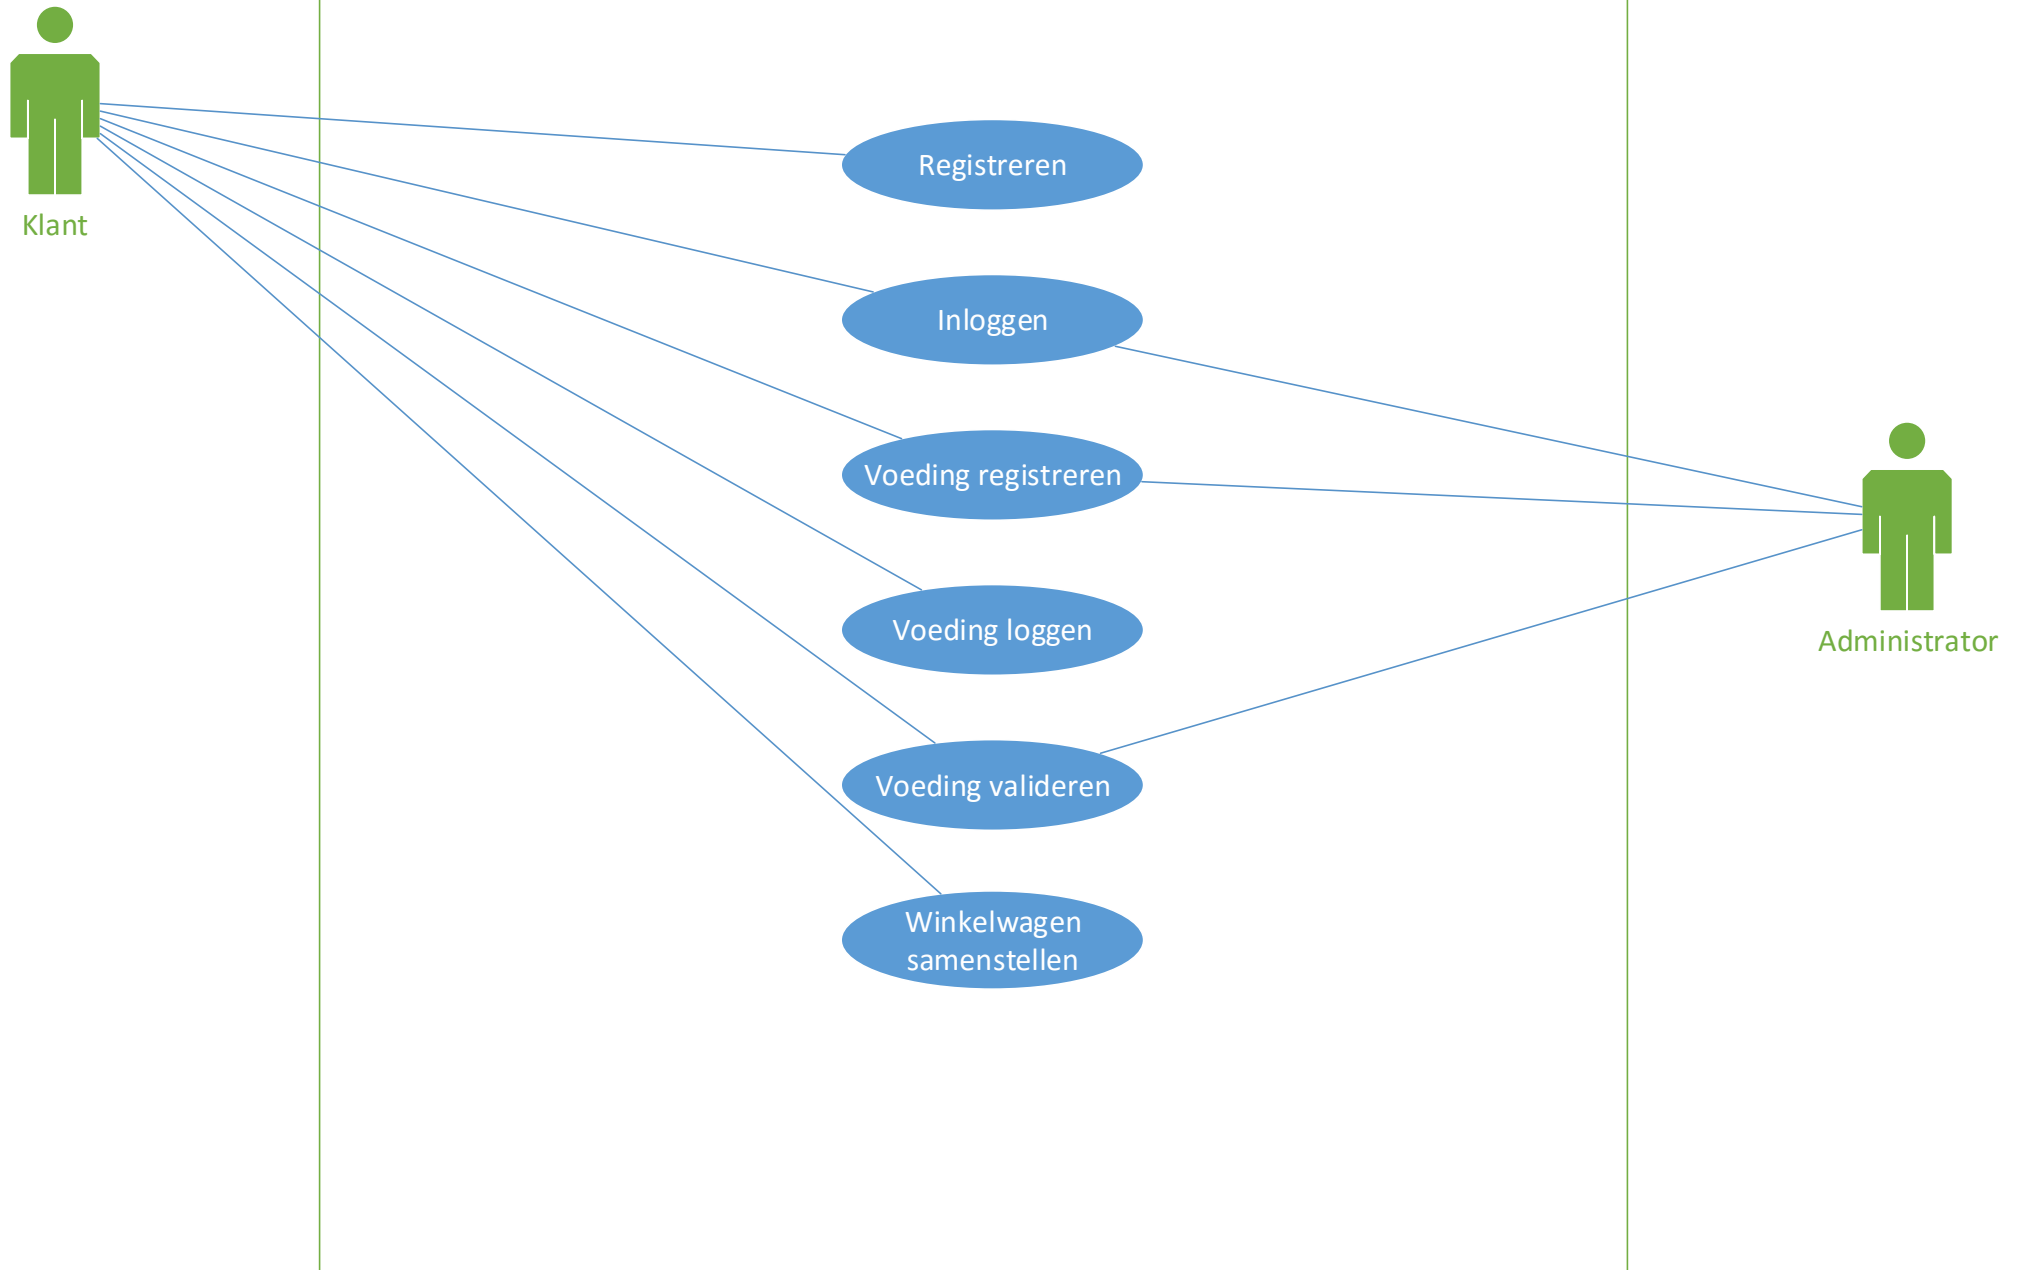 Klant
Registreren
Inloggen
Voeding registreren
Voeding loggen
Administrator
Voeding valideren
Winkelwagen
samenstellen